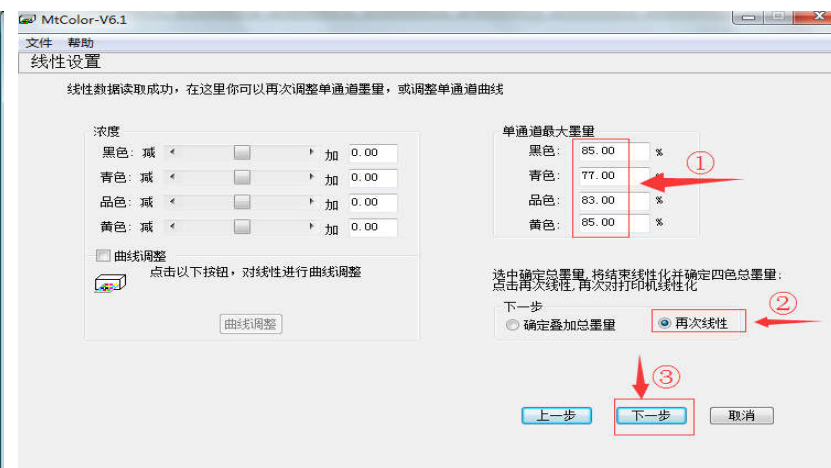 MtColor-V6.1
文件 帮助
线性设置
线性数据读取成功，在这里你可以再次调整单通道墨量，或调整单通道曲线
浓度
黑色: 减 加 0.00
青色: 减 加 0.00
品色: 减 加 0.00
黄色: 减 加 0.00
曲线调整
点击以下按钮，对线性进行曲线调整
曲线调整
单通道最大墨量
黑色: 85.00 %
青色: 77.00 %
品色: 83.00 %
黄色: 85.00 %
①
选中确定总墨量,将结束线性化并确定四色总墨量;
点击再次线性,再次对打印机线性化
下一步
确定叠加总墨量 再次线性
②
③
上一步 下一步 取消